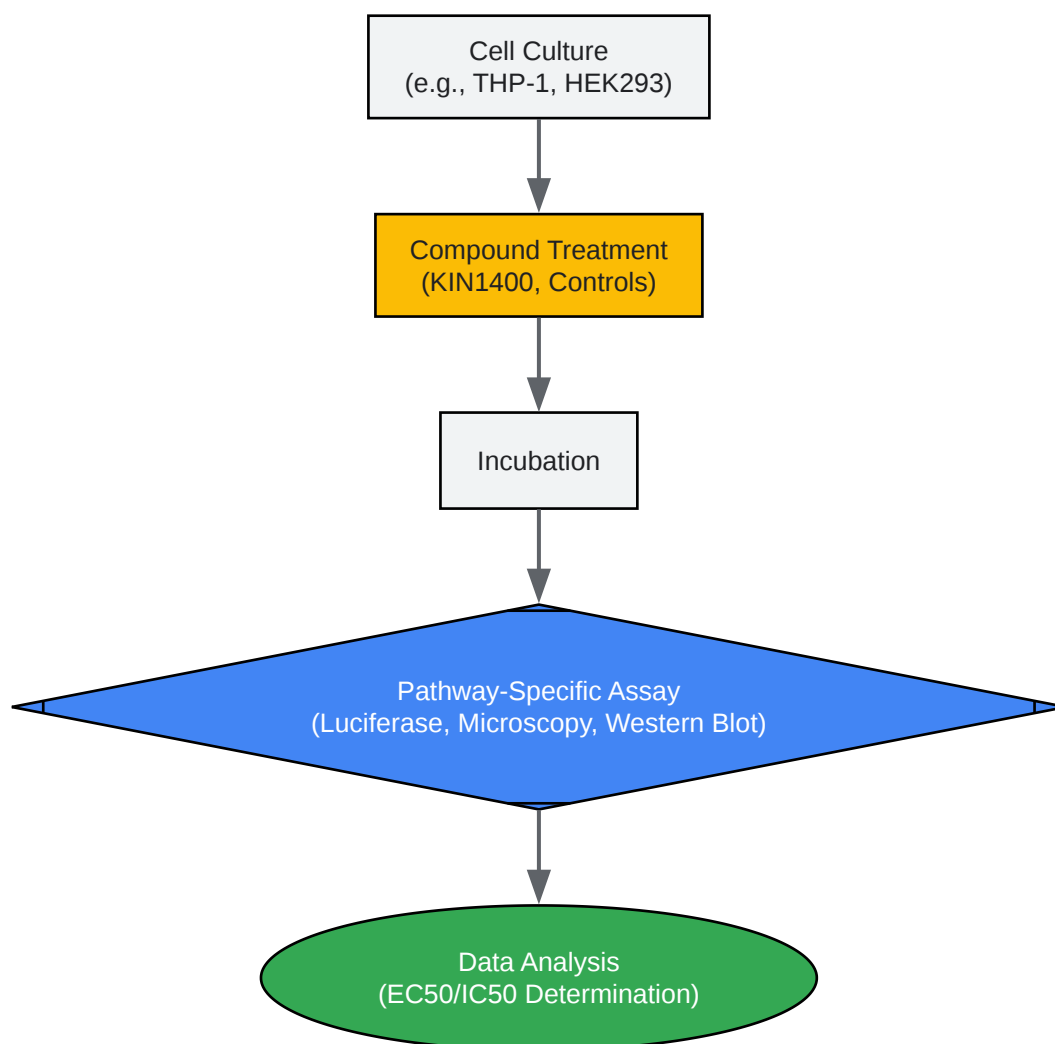 Cell Culture
(e.g., THP-1, HEK293)
Compound Treatment
(KIN1400, Controls)
Incubation
Pathway-Specific Assay
(Luciferase, Microscopy, Western Blot)
Data Analysis
(EC50/IC50 Determination)